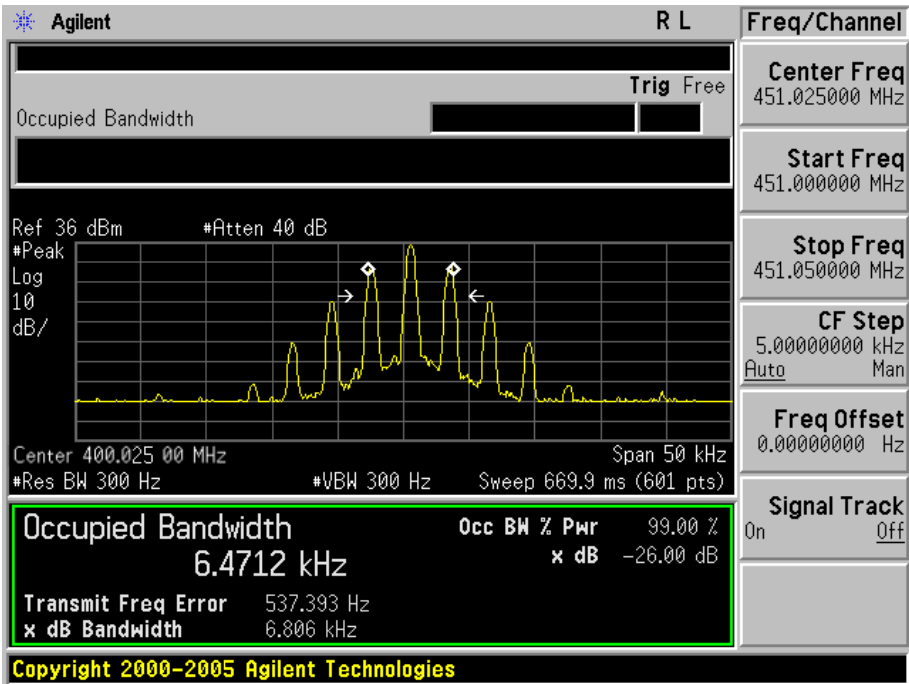 Agilent
R L
Freq/Channel
Trig Free
Occupied Bandwidth
Center Freq
451.025000 MHz
Start Freq
451.000000 MHz
Stop Freq
451.050000 MHz
CF Step
5.00000000 kHz
Auto Man
Freq Offset
0.00000000 Hz
Signal Track
On Off
Ref 36 dBm #Atten 40 dB
#Peak
Log
10
dB/
Center 400.025 00 MHz Span 50 kHz
#Res BW 300 Hz #VBW 300 Hz Sweep 669.9 ms (601 pts)
Occupied Bandwidth
6.4712 kHz
Occ BW % Pwr 99.00 %
x dB -26.00 dB
Transmit Freq Error 537.393 Hz
x dB Bandwidth 6.806 kHz
Copyright 2000-2005 Agilent Technologies